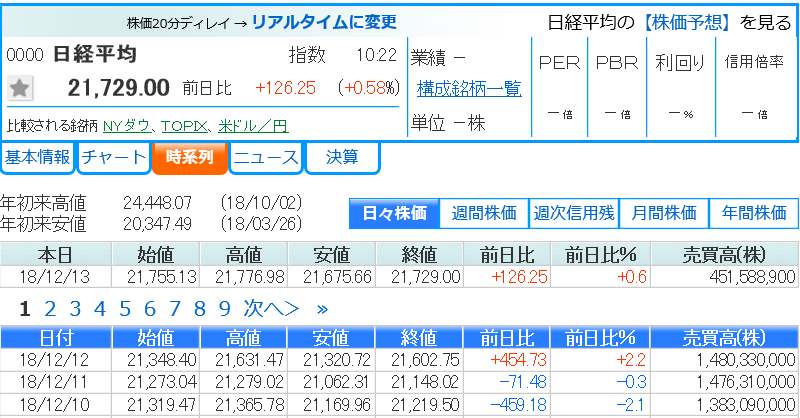 株価20分ディレイ → リアルタイムに変更 日経平均の【株価予想】を見る
0000 日経平均 指数 10:22 業績 － PER PBR 利回り 信用倍率
21,729.00 前日比 +126.25 (+0.58%) 構成銘柄一覧
比較される銘柄 NYダウ、TOPIX、米ドル／円 単位 －株 －倍 －倍 －% －倍
基本情報 チャート 時系列 ニュース 決算
年初来高値 24,448.07 (18/10/02)
年初来安値 20,347.49 (18/03/26)
日々株価 週間株価 週次信用残 月間株価 年間株価
本日 始値 高値 安値 終値 前日比 前日比% 売買高(株)
18/12/13 21,755.13 21,776.98 21,675.66 21,729.00 +126.25 +0.6 451,588,900
1 2 3 4 5 6 7 8 9 次へ＞ »
日付 始値 高値 安値 終値 前日比 前日比% 売買高(株)
18/12/12 21,348.40 21,631.47 21,320.72 21,602.75 +454.73 +2.2 1,480,330,000
18/12/11 21,273.04 21,279.02 21,062.31 21,148.02 －71.48 －0.3 1,476,310,000
18/12/10 21,319.47 21,365.78 21,169.96 21,219.50 －459.18 －2.1 1,383,090,000